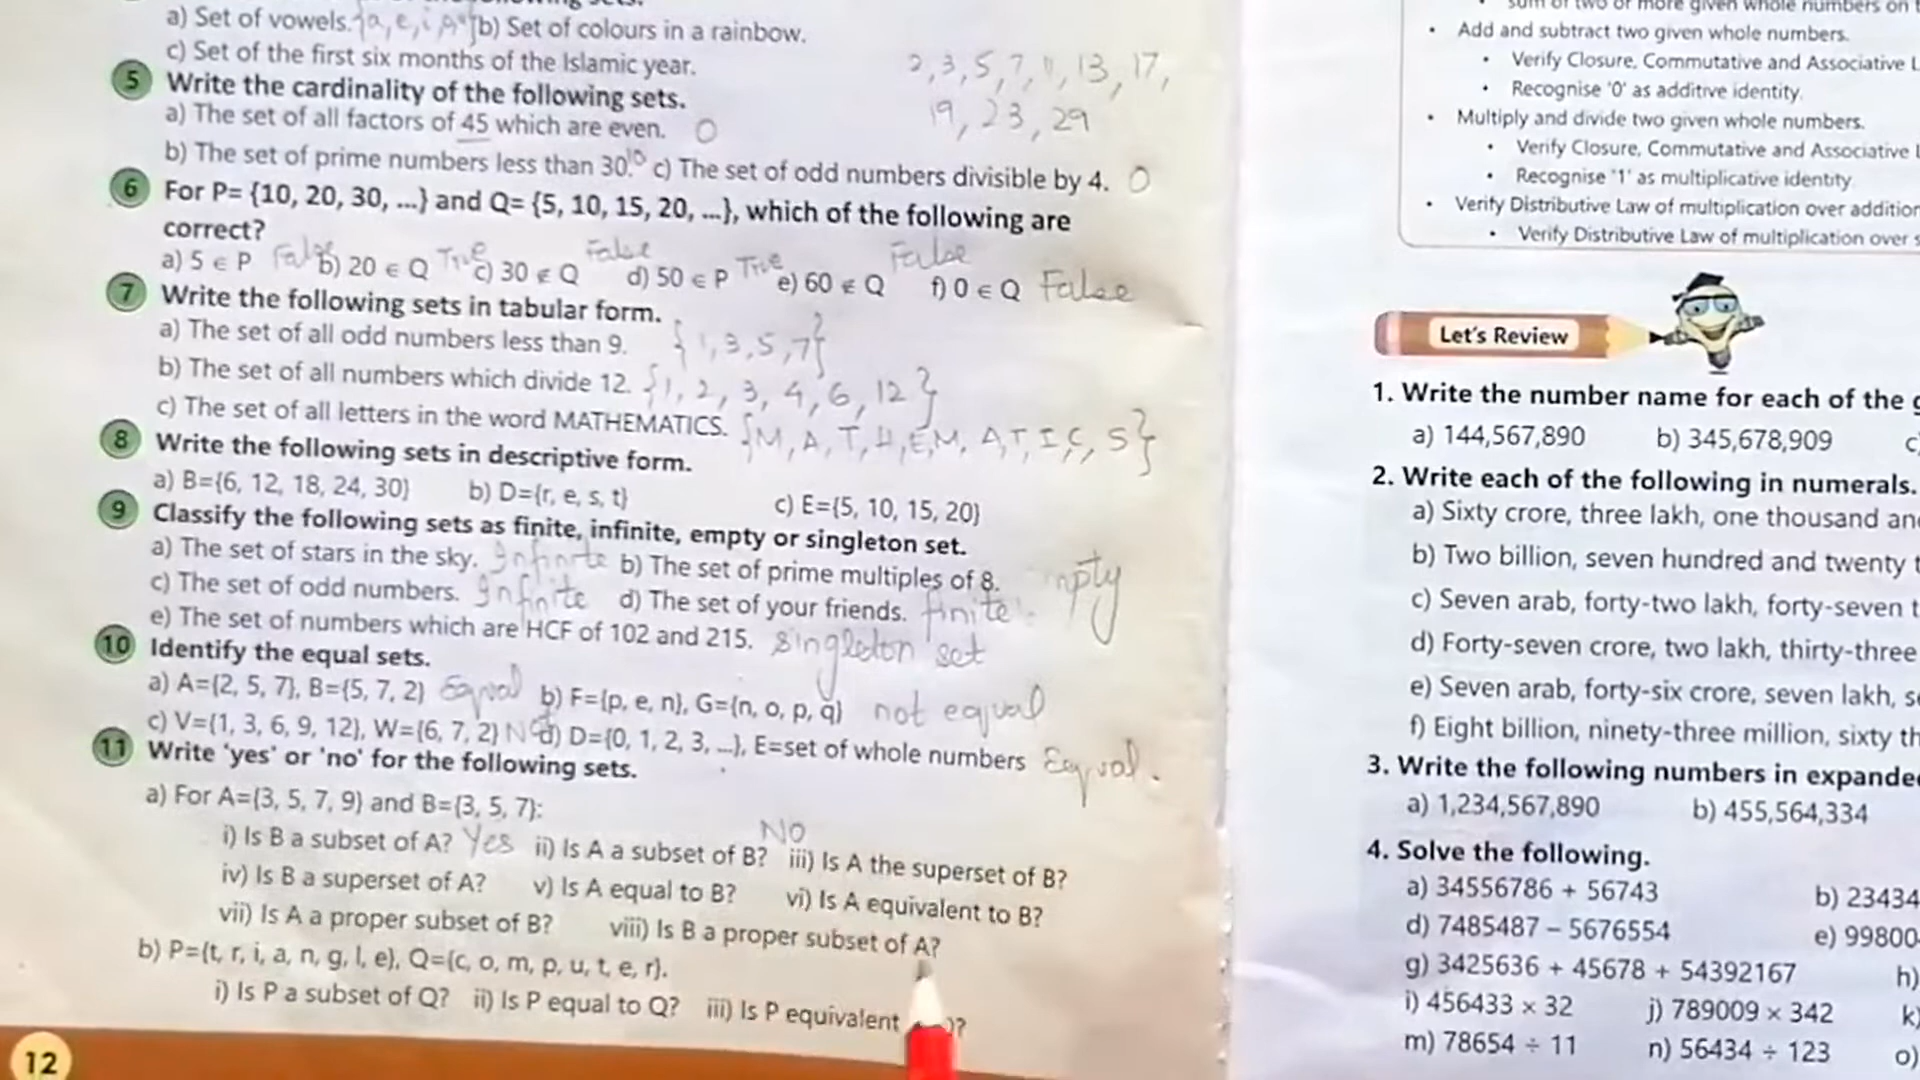 a) Set of vowels. {a, e, i, o, u} b) Set of colours in a rainbow.
c) Set of the first six months of the Islamic year.
5 Write the cardinality of the following sets.
2, 3, 5, 7, 11, 13, 17,
19, 23, 29
a) The set of all factors of 45 which are even. 0
b) The set of prime numbers less than 30. 10 c) The set of odd numbers divisible by 4. 0
6 For P= {10, 20, 30, ...} and Q= {5, 10, 15, 20, ...}, which of the following are
correct?
a) 5 ∈ P False b) 20 ∈ Q True c) 30 ∉ Q False d) 50 ∈ P True e) 60 ∉ Q False f) 0 ∈ Q False
7 Write the following sets in tabular form.
a) The set of all odd numbers less than 9. {1, 3, 5, 7}
b) The set of all numbers which divide 12. {1, 2, 3, 4, 6, 12}
c) The set of all letters in the word MATHEMATICS. {M, A, T, H, E, M, A, T, I, C, S}
8 Write the following sets in descriptive form.
a) B={6, 12, 18, 24, 30} b) D={r, e, s, t} c) E={5, 10, 15, 20}
9 Classify the following sets as finite, infinite, empty or singleton set.
a) The set of stars in the sky. Infinite b) The set of prime multiples of 8. mpty
c) The set of odd numbers. Infinite d) The set of your friends. finite
e) The set of numbers which are HCF of 102 and 215. singleton set
10 Identify the equal sets.
a) A={2, 5, 7}, B={5, 7, 2} Equal b) F={p, e, n}, G={n, o, p, q} not equal
c) V={1, 3, 6, 9, 12}, W={6, 7, 2} Not d) D={0, 1, 2, 3, ...}, E=set of whole numbers Equal.
11 Write 'yes' or 'no' for the following sets.
a) For A={3, 5, 7, 9} and B={3, 5, 7}:
i) Is B a subset of A? Yes ii) Is A a subset of B? NO iii) Is A the superset of B?
iv) Is B a superset of A? v) Is A equal to B? vi) Is A equivalent to B?
vii) Is A a proper subset of B? viii) Is B a proper subset of A?
b) P={t, r, i, a, n, g, l, e}, Q={c, o, m, p, u, t, e, r}.
i) Is P a subset of Q? ii) Is P equal to Q? iii) Is P equivalent ?
12
sum of two or more given whole numbers on
• Add and subtract two given whole numbers.
• Verify Closure, Commutative and Associative
• Recognise '0' as additive identity.
• Multiply and divide two given whole numbers.
• Verify Closure, Commutative and Associative
• Recognise '1' as multiplicative identity.
• Verify Distributive Law of multiplication over addition
• Verify Distributive Law of multiplication over
Let's Review
1. Write the number name for each of the
a) 144,567,890 b) 345,678,909 c)
2. Write each of the following in numerals.
a) Sixty crore, three lakh, one thousand
b) Two billion, seven hundred and twenty
c) Seven arab, forty-two lakh, forty-seven
d) Forty-seven crore, two lakh, thirty-three
e) Seven arab, forty-six crore, seven lakh,
f) Eight billion, ninety-three million, sixty
3. Write the following numbers in expanded
a) 1,234,567,890 b) 455,564,334
4. Solve the following.
a) 34556786 + 56743 b) 23434
d) 7485487 – 5676554 e) 99800
g) 3425636 + 45678 + 54392167 h)
i) 456433 × 32 j) 789009 × 342 k)
m) 78654 ÷ 11 n) 56434 ÷ 123 o)